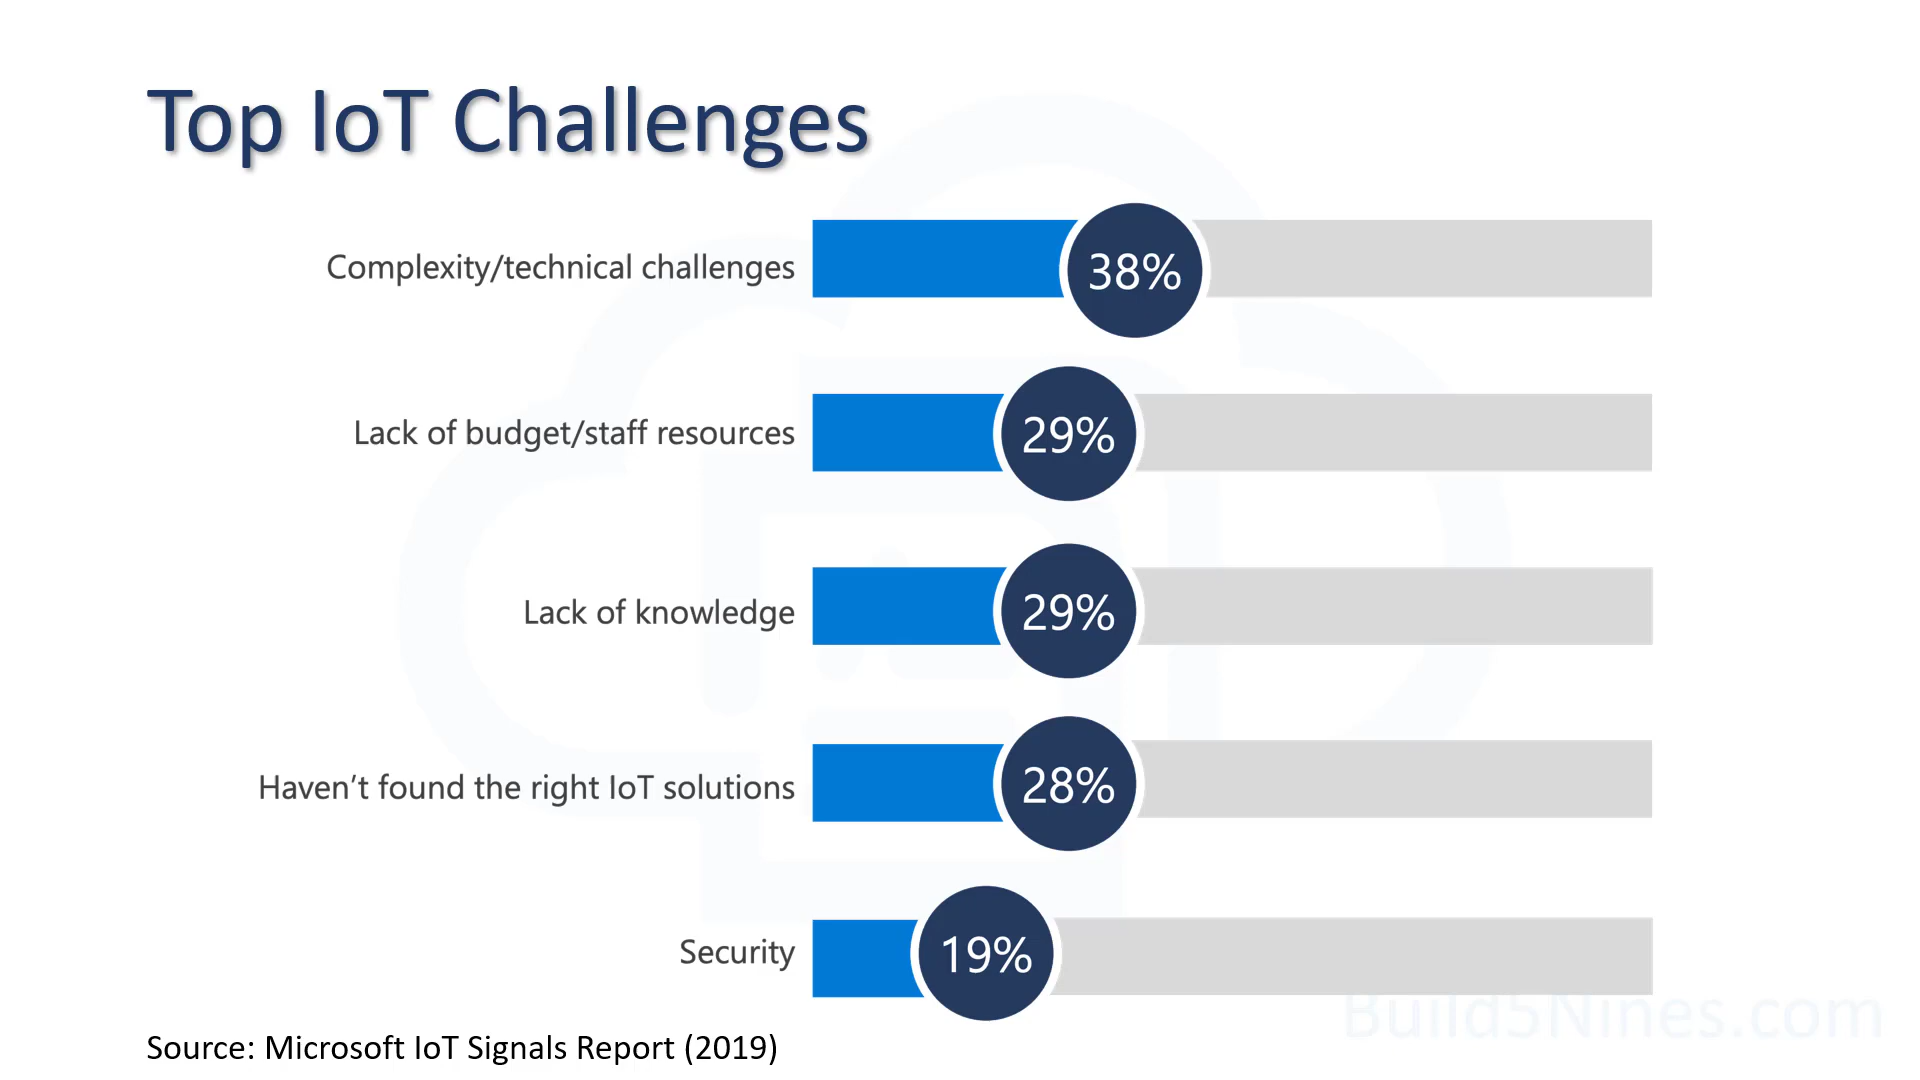 Top IoT Challenges
Complexity/technical challenges
38%
Lack of budget/staff resources
29%
Lack of knowledge
29%
Haven’t found the right IoT solutions
28%
Security
19%
Build5Nines.com
Source: Microsoft IoT Signals Report (2019)